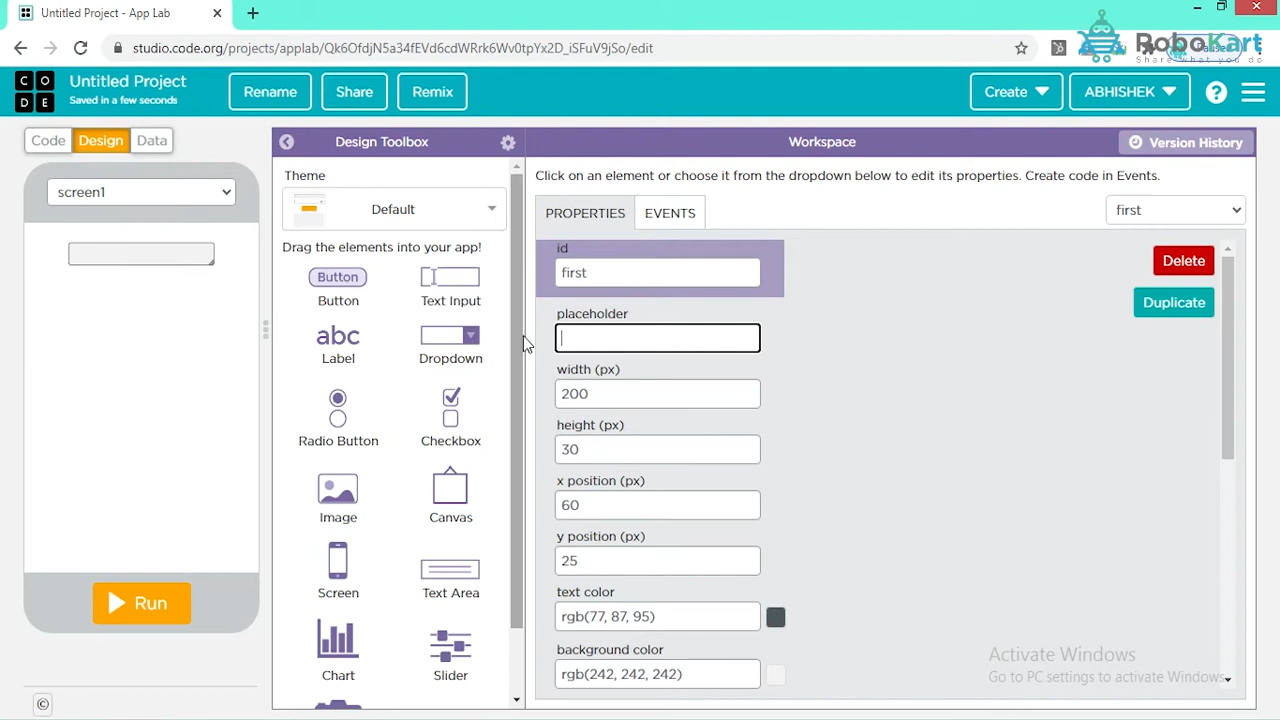 Untitled Project - App Lab
studio.code.org/projects/applab/Qk6OfdjN5a34fEVd6cdWRrk6Wv0tpYx2D_iSFuV9jSo/edit
Paused
RoboKart
Share what you do
CODE
Untitled Project
Saved in a few seconds
Rename
Share
Remix
Create
ABHISHEK
?
Code
Design
Data
Design Toolbox
Workspace
Version History
screen1
Theme
Default
Drag the elements into your app!
Button
Button
Text Input
abc
Label
Dropdown
Radio Button
Checkbox
Image
Canvas
Screen
Text Area
Chart
Slider
Run
©
Click on an element or choose it from the dropdown below to edit its properties. Create code in Events.
PROPERTIES
EVENTS
first
id
first
Delete
Duplicate
placeholder
width (px)
200
height (px)
30
x position (px)
60
y position (px)
25
text color
rgb(77, 87, 95)
background color
rgb(242, 242, 242)
Activate Windows
Go to PC settings to activate Windows.